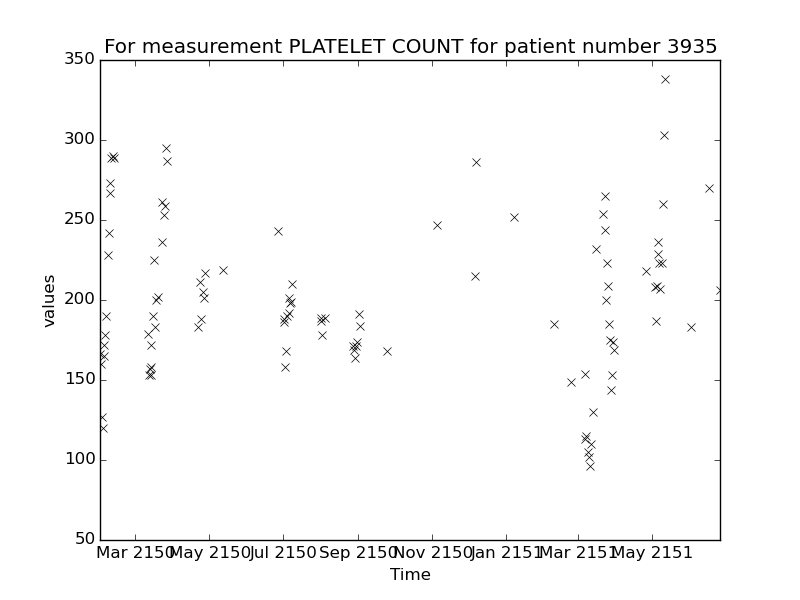 For measurement PLATELET COUNT for patient number 3935
350
300
250
200
150
100
50
values
Mar 2150 May 2150 Jul 2150 Sep 2150 Nov 2150 Jan 2151 Mar 2151 May 2151
Time